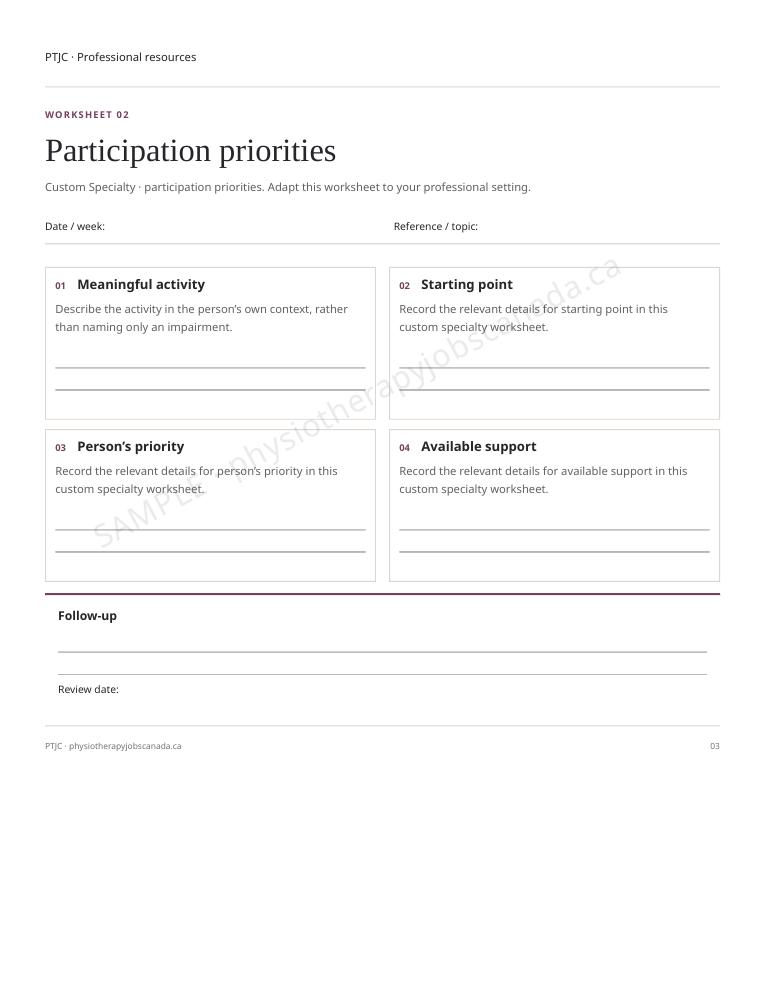 PTJC · Professional resources
WORKSHEET 02
Participation priorities
Custom Specialty · participation priorities. Adapt this worksheet to your professional setting.
Date / week:
Reference / topic:
01 Meaningful activity
Describe the activity in the person’s own context, rather
than naming only an impairment.
02 Starting point
Record the relevant details for starting point in this
custom specialty worksheet.
03 Person’s priority
Record the relevant details for person’s priority in this
custom specialty worksheet.
04 Available support
Record the relevant details for available support in this
custom specialty worksheet.
SAMPLE · physiotherapyjobscanada.ca
Follow-up
Review date:
PTJC · physiotherapyjobscanada.ca
03